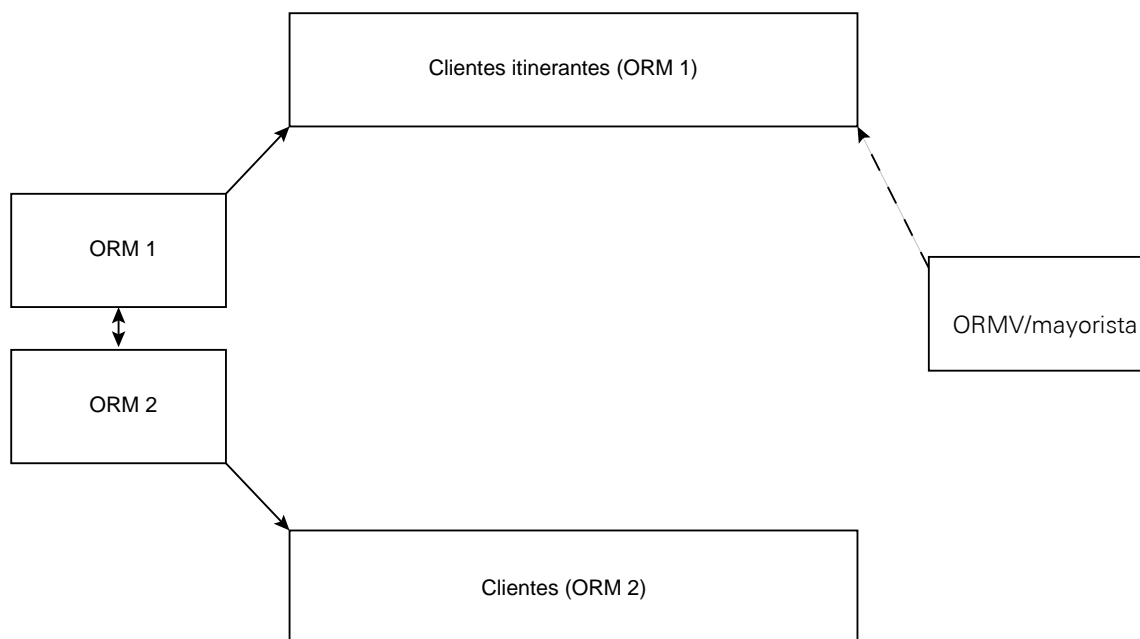 Clientes itinerantes (ORM 1)
ORM 1
ORMV/mayorista
ORM 2
Clientes (ORM 2)